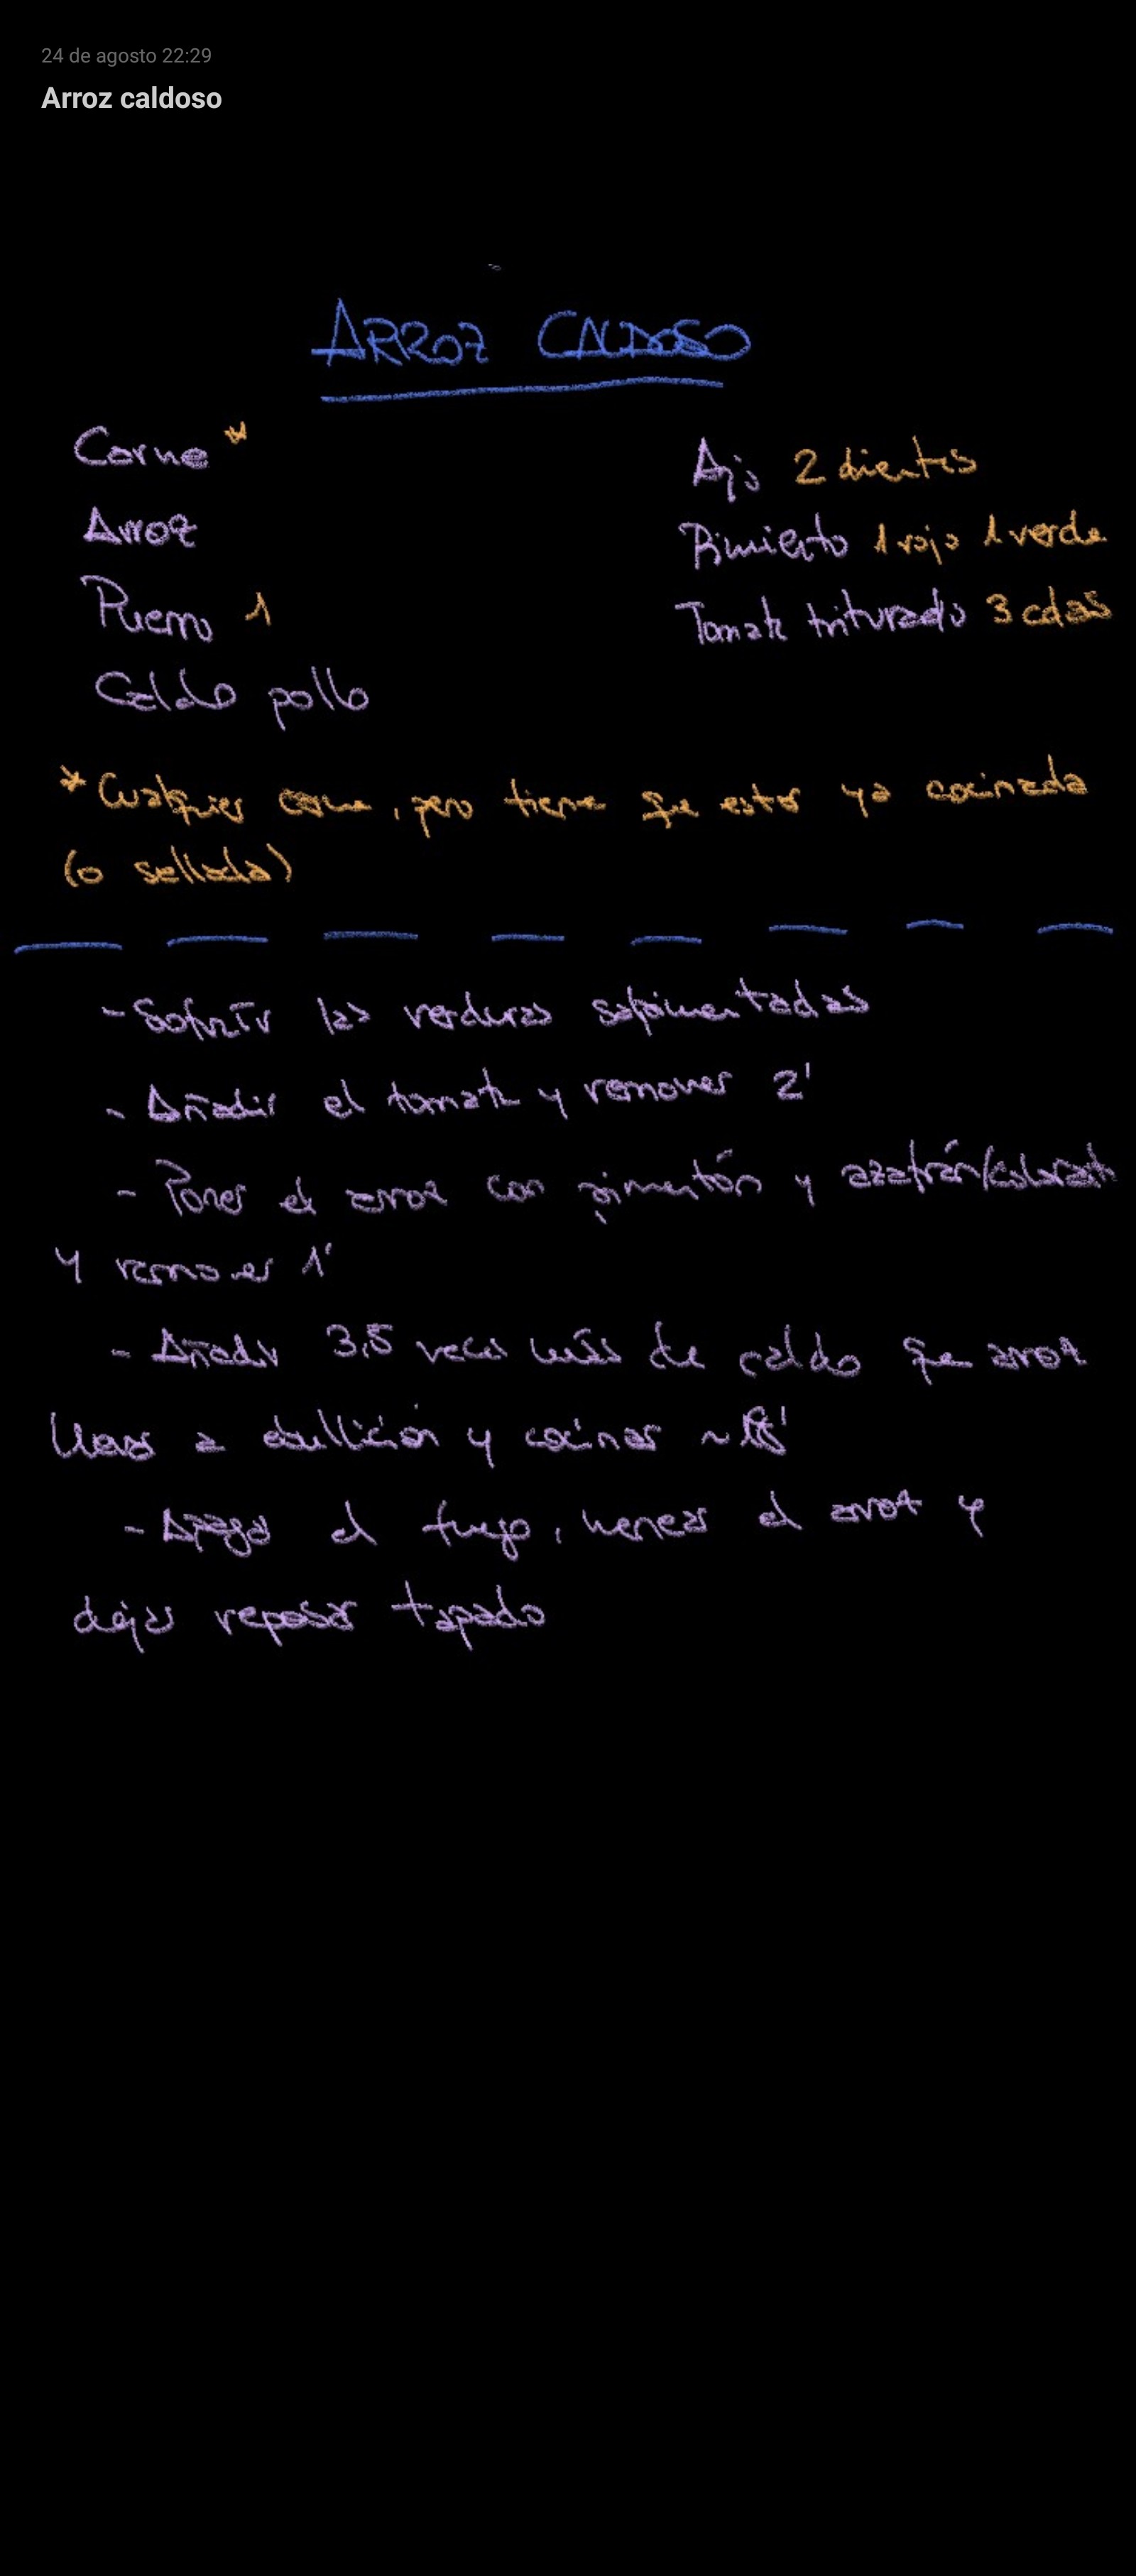 24 de agosto 22:29
Arroz caldoso
ARROZ CALDOSO
Carne *
Arroz
Puerro 1
Caldo pollo
Ajo 2 dientes
Pimiento 1 rojo 1 verde
Tomate triturado 3 cdas
* Cualquier carne, pero tiene que estar ya cocinada
(o sellada)
- Sofreír las verduras salpimentadas
- Añadir el tomate y remover 2'
- Poner el arroz con pimentón y azafrán/colorante
y remover 1'
- Añadir 3,5 veces más de caldo que arroz
llevar a ebullición y cocinar ~
- Apagar el fuego, menear el arroz y
dejar reposar tapado